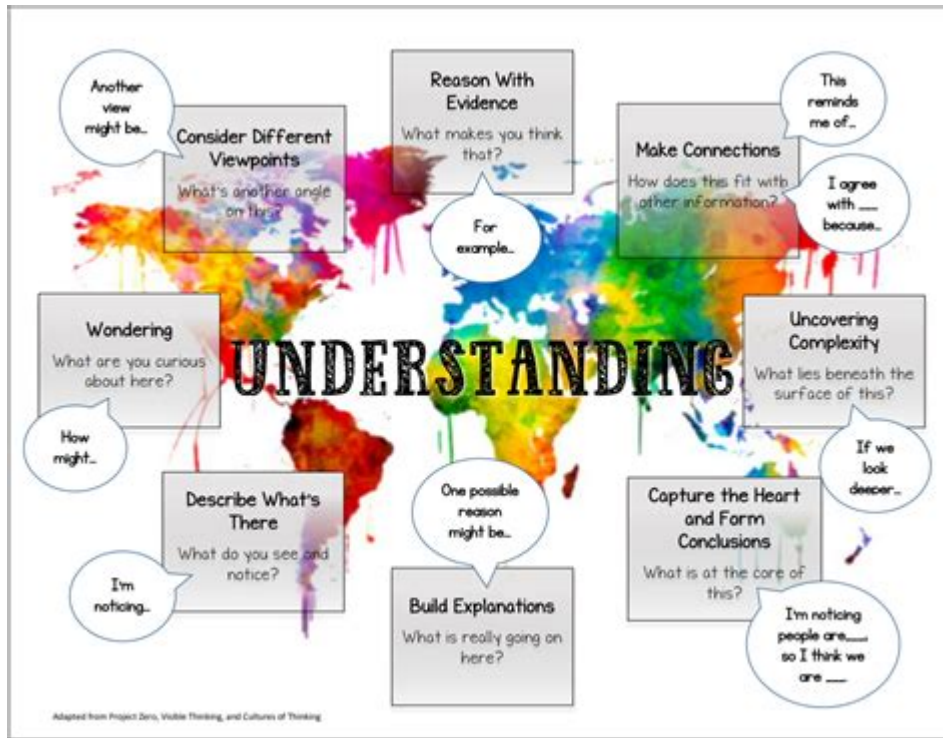 Another
view
might be...
Consider Different
Viewpoints
What's another angle
on this?
Reason With
Evidence
What makes you think
that?
For
example...
This
reminds
me of...
Make Connections
How does this fit with
other information?
I agree
with ___
because...
Wondering
What are you curious
about here?
How
might...
UNDERSTANDING
Uncovering
Complexity
What lies beneath the
surface of this?
If we
look
deeper...
Describe What's
There
What do you see and
notice?
I'm
noticing...
One possible
reason
might be...
Build Explanations
What is really going on
here?
Capture the Heart
and Form
Conclusions
What is at the core of
this?
I'm noticing
people are___,
so I think we
are ___.
Adapted from Project Zero, Visible Thinking, and Cultures of Thinking